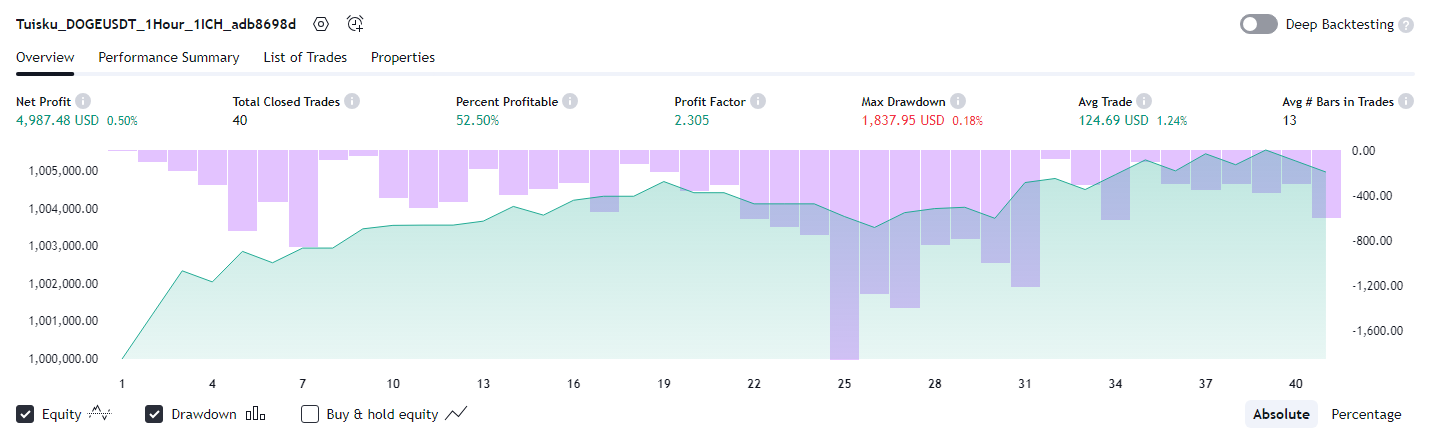 Tuisku_DOGEUSDT_1Hour_1ICH_adb8698d
Deep Backtesting ?
Overview Performance Summary List of Trades Properties
Net Profit i Total Closed Trades i Percent Profitable i Profit Factor i Max Drawdown i Avg Trade i Avg # Bars in Trades i
4,987.48 USD 0.50% 40 52.50% 2.305 1,837.95 USD 0.18% 124.69 USD 1.24% 13
1,005,000.00
1,004,000.00
1,003,000.00
1,002,000.00
1,001,000.00
1,000,000.00
0.00
-400.00
-800.00
-1,200.00
-1,600.00
1 4 7 10 13 16 19 22 25 28 31 34 37 40
Equity Drawdown Buy & hold equity Absolute Percentage